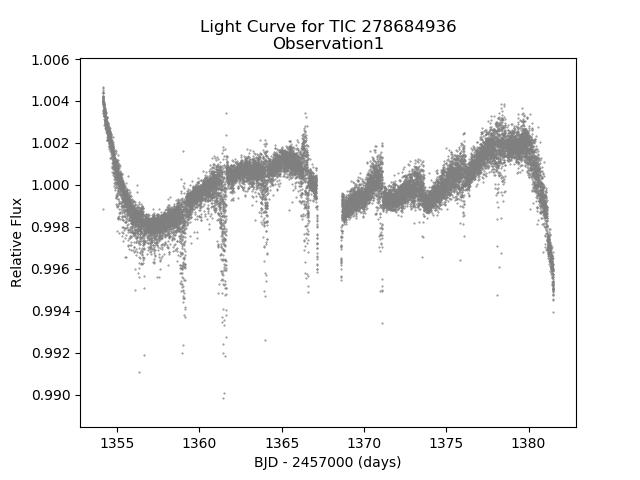 Light Curve for TIC 278684936
Observation1
1.006
1.004
1.002
1.000
0.998
0.996
0.994
0.992
0.990
Relative Flux
1355 1360 1365 1370 1375 1380
BJD - 2457000 (days)